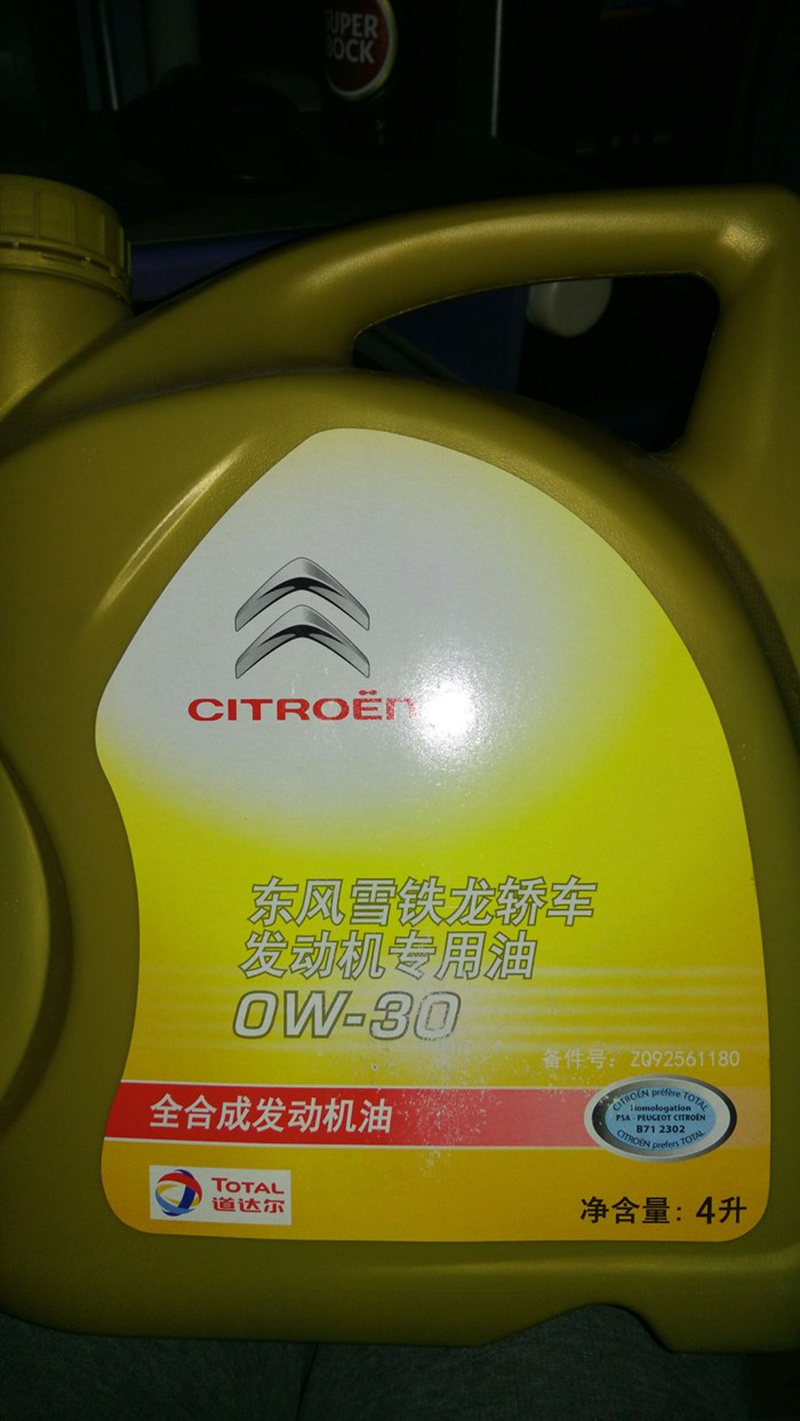 SUPER
BOCK
CITROËN
东风雪铁龙轿车
发动机专用油
0W-30
备件号：ZQ92561180
全合成发动机油
CITROËN préfère TOTAL
Homologation
PSA - PEUGEOT CITROËN
B71 2302
CITROËN prefers TOTAL
TOTAL
道达尔
净含量：4升